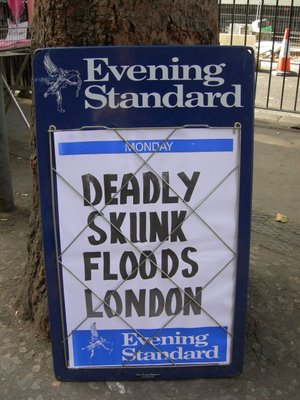 Evening
Standard
MONDAY
DEADLY
SKUNK
FLOODS
LONDON
Evening
Standard